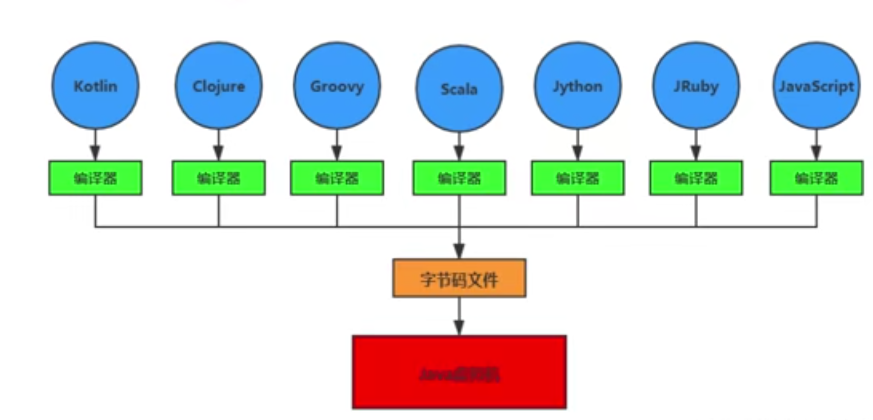 Kotlin
Clojure
Groovy
Scala
Jython
JRuby
JavaScript
编译器
编译器
编译器
编译器
编译器
编译器
编译器
字节码文件
Java虚拟机